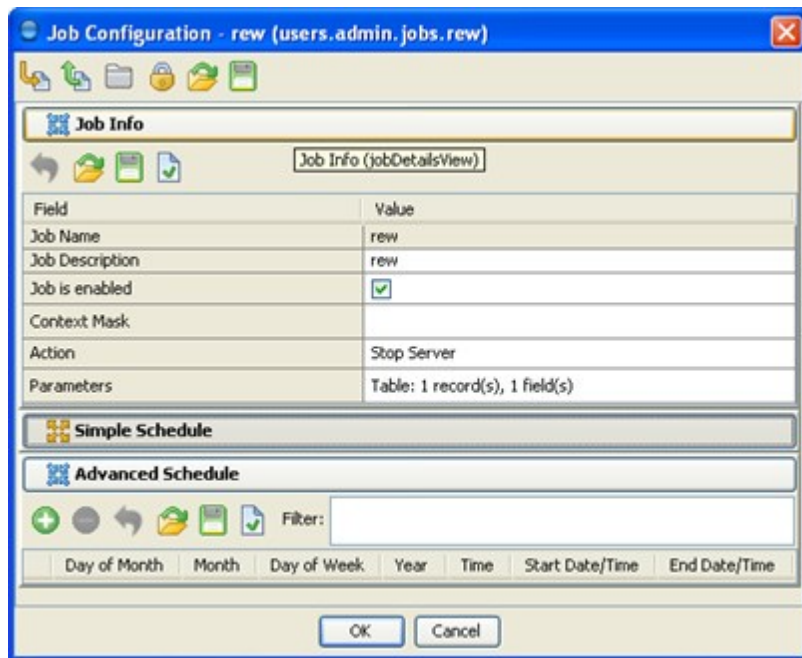 Job Configuration - rew (users.admin.jobs.rew)
Job Info
Job Info (jobDetailsView)
Field Value
Job Name rew
Job Description rew
Job is enabled
Context Mask
Action Stop Server
Parameters Table: 1 record(s), 1 field(s)
Simple Schedule
Advanced Schedule
Filter:
Day of Month Month Day of Week Year Time Start Date/Time End Date/Time
OK Cancel